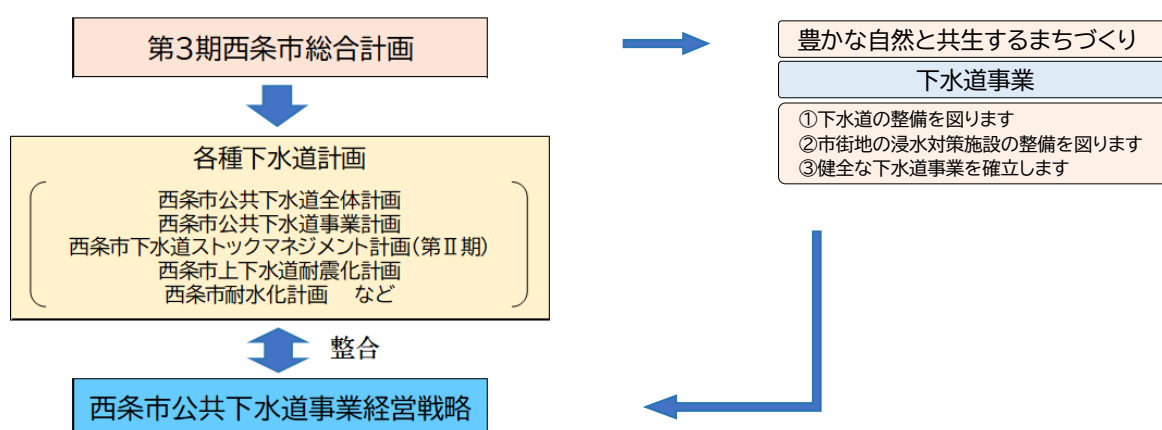 第3期西条市総合計画
豊かな自然と共生するまちづくり
下水道事業
①下水道の整備を図ります
②市街地の浸水対策施設の整備を図ります
③健全な下水道事業を確立します
各種下水道計画
西条市公共下水道全体計画
西条市公共下水道事業計画
西条市下水道ストックマネジメント計画(第Ⅱ期)
西条市上下水道耐震化計画
西条市耐水化計画　など
整合
西条市公共下水道事業経営戦略